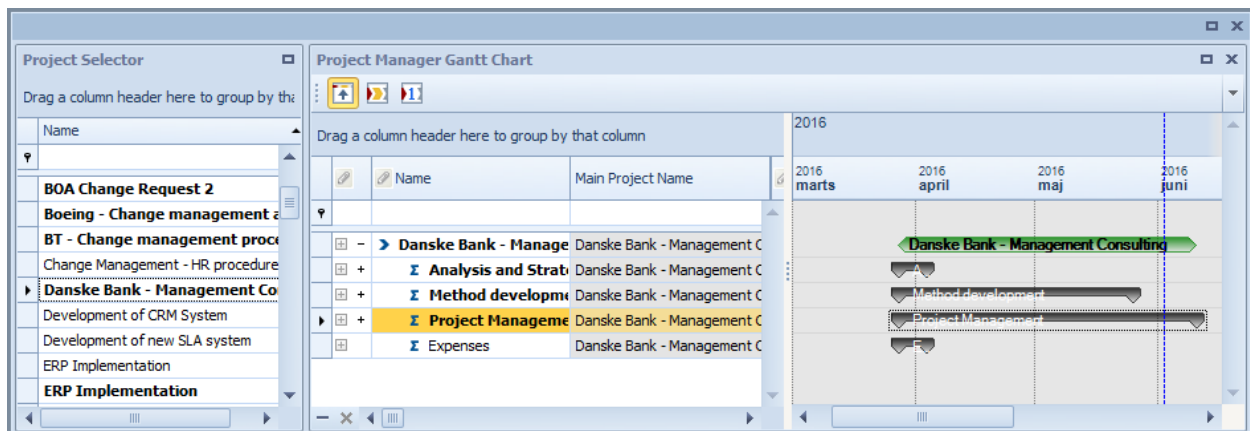 Project Selector
Drag a column header here to group by tha
Name
BOA Change Request 2
Boeing - Change management a
BT - Change management proce
Change Management - HR procedure
Danske Bank - Management Co
Development of CRM System
Development of new SLA system
ERP Implementation
ERP Implementation
Project Manager Gantt Chart
Drag a column header here to group by that column
Name Main Project Name
Danske Bank - Manage Danske Bank - Management C
Σ Analysis and Strat Danske Bank - Management C
Σ Method developme Danske Bank - Management C
Σ Project Manageme Danske Bank - Management C
Σ Expenses Danske Bank - Management C
2016
2016 2016 2016 2016
marts april maj juni
Danske Bank - Management Consulting
A
Method development
Project Management
E